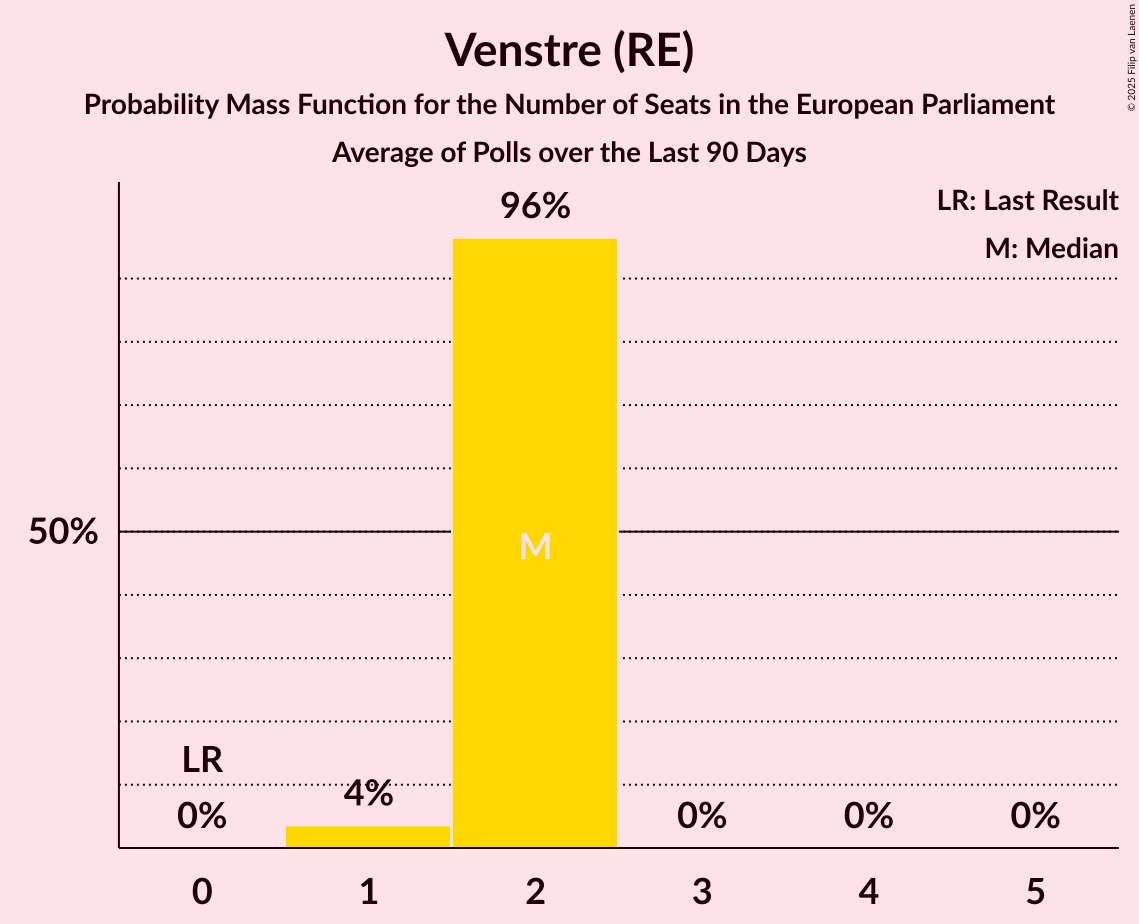 Venstre (RE)
Probability Mass Function for the Number of Seats in the European Parliament
Average of Polls over the Last 90 Days
© 2025 Filip van Laenen
LR: Last Result
M: Median
96%
50%
M
LR
0%
4%
0%
0%
0%
0
1
2
3
4
5